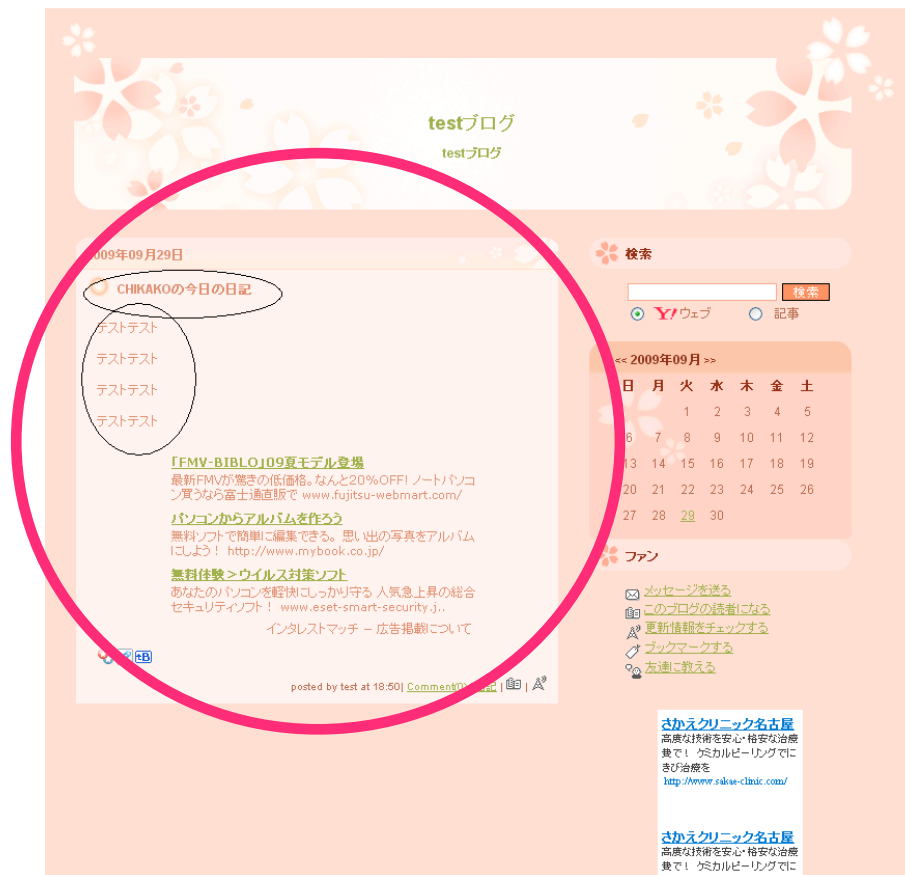 testブログ
testブログ
2009年09月29日
CHIKAKOの今日の日記
テストテスト
テストテスト
テストテスト
テストテスト
「FMV-BIBLO」09夏モデル登場
最新FMVが驚きの低価格。なんと20%OFF! ノートパソコ
ン買うなら富士通直販で www.fujitsu-webmart.com/
パソコンからアルバムを作ろう
無料ソフトで簡単に編集できる。思い出の写真をアルバム
にしよう! http://www.mybook.co.jp/
無料体験>ウイルス対策ソフト
あなたのパソコンを軽快にしっかり守る 人気急上昇の総合
セキュリティソフト! www.eset-smart-security.j..
インタレストマッチ – 広告掲載について
posted by test at 18:50| Comment(0) | 日記 | |
検索
検索
Y! ウェブ 記事
<< 2009年09月 >>
日 月 火 水 木 金 土
1 2 3 4 5
6 7 8 9 10 11 12
13 14 15 16 17 18 19
20 21 22 23 24 25 26
27 28 29 30
ファン
メッセージを送る
このブログの読者になる
更新情報をチェックする
ブックマークする
友達に教える
さかえクリニック名古屋
高度な技術を安心・格安な治療
費で! ケミカルピーリングでに
きび治療を
http://www.sakae-clinic.com/
さかえクリニック名古屋
高度な技術を安心・格安な治療
費で! ケミカルピーリングでに